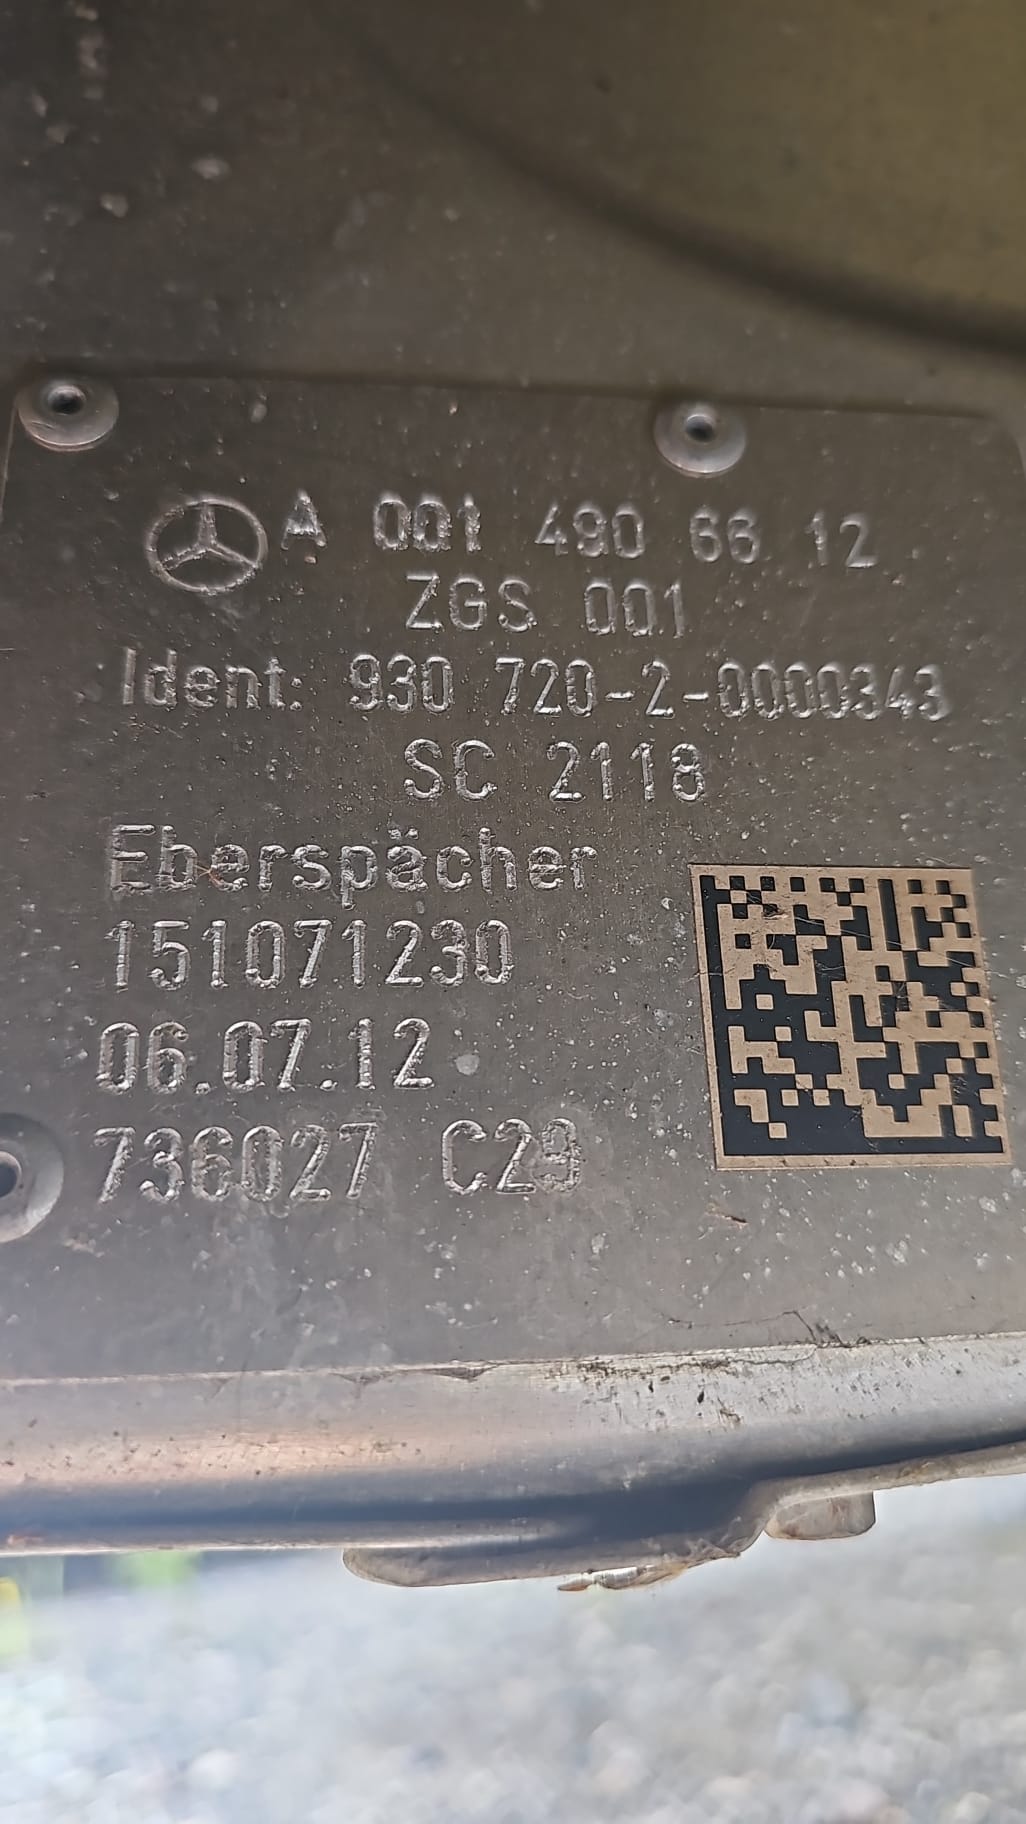 A 001 490 66 12
ZGS 001
Ident: 930 720-2-0000343
SC 2118
Eberspächer
151071230
06.07.12
736027 C29